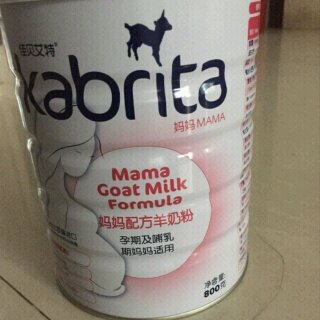 佳贝艾特
kabrita
妈妈·MAMA
Mama
Goat Milk
Formula
妈妈配方羊奶粉
孕期及哺乳
期妈妈适用
净含量:
800克